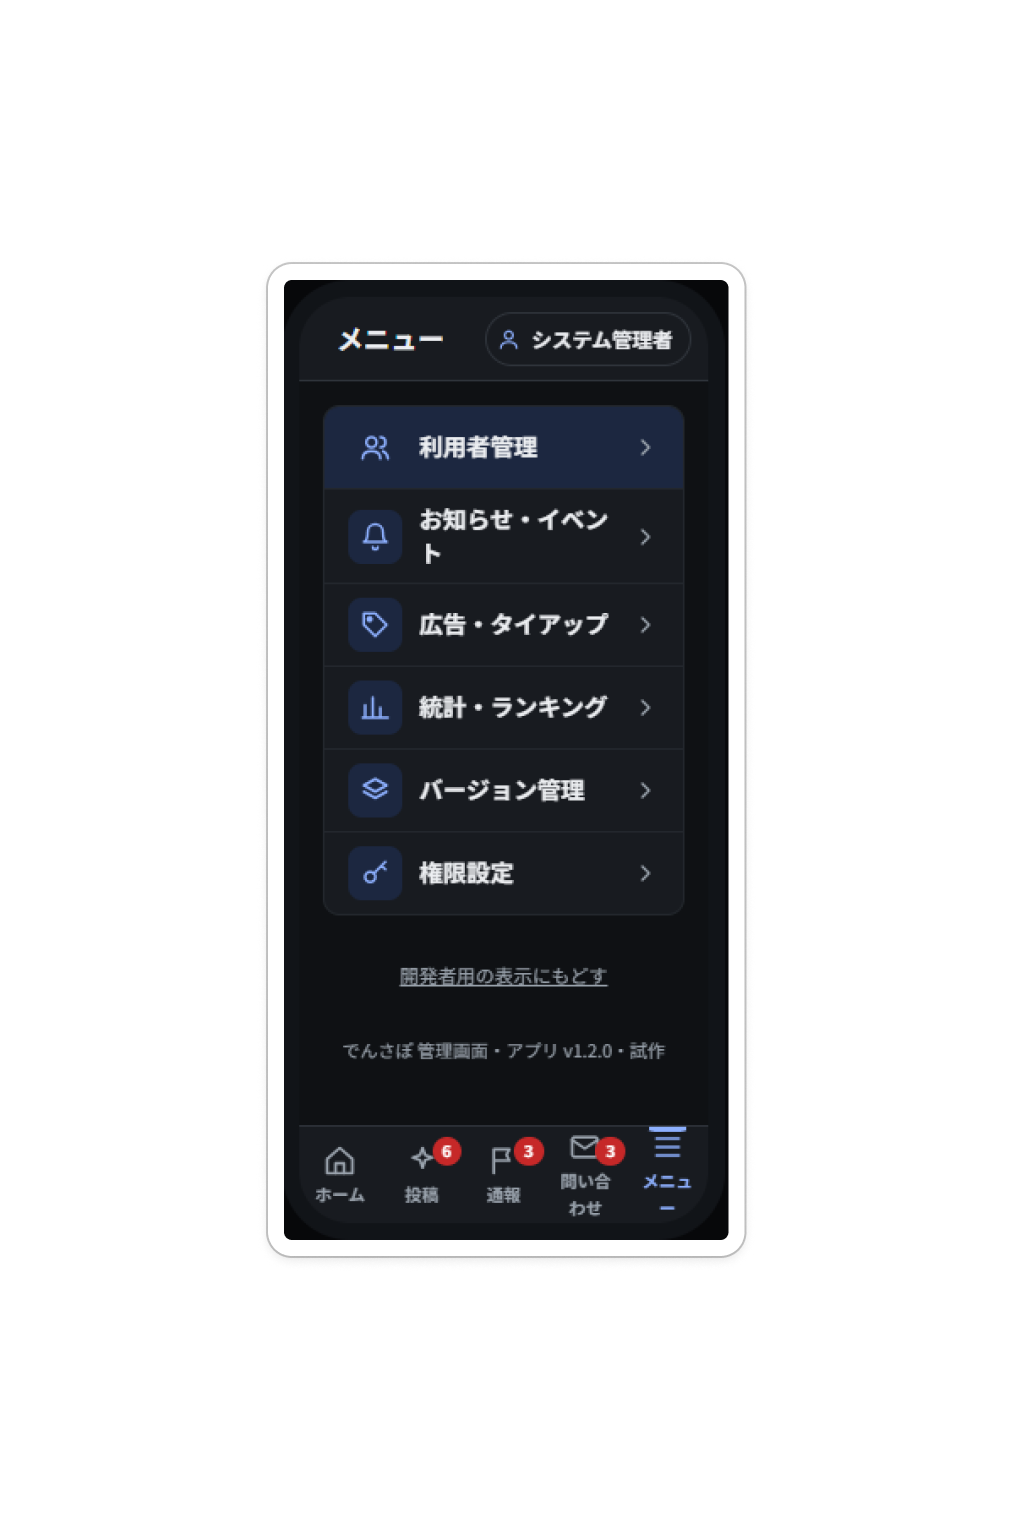 メニュー
システム管理者
利用者管理
お知らせ・イベン
ト
広告・タイアップ
統計・ランキング
バージョン管理
権限設定
開発者用の表示にもどす
でんさぽ 管理画面・アプリ v1.2.0・試作
6
3
3
ホーム
投稿
通報
問い合
わせ
メニュ
ー